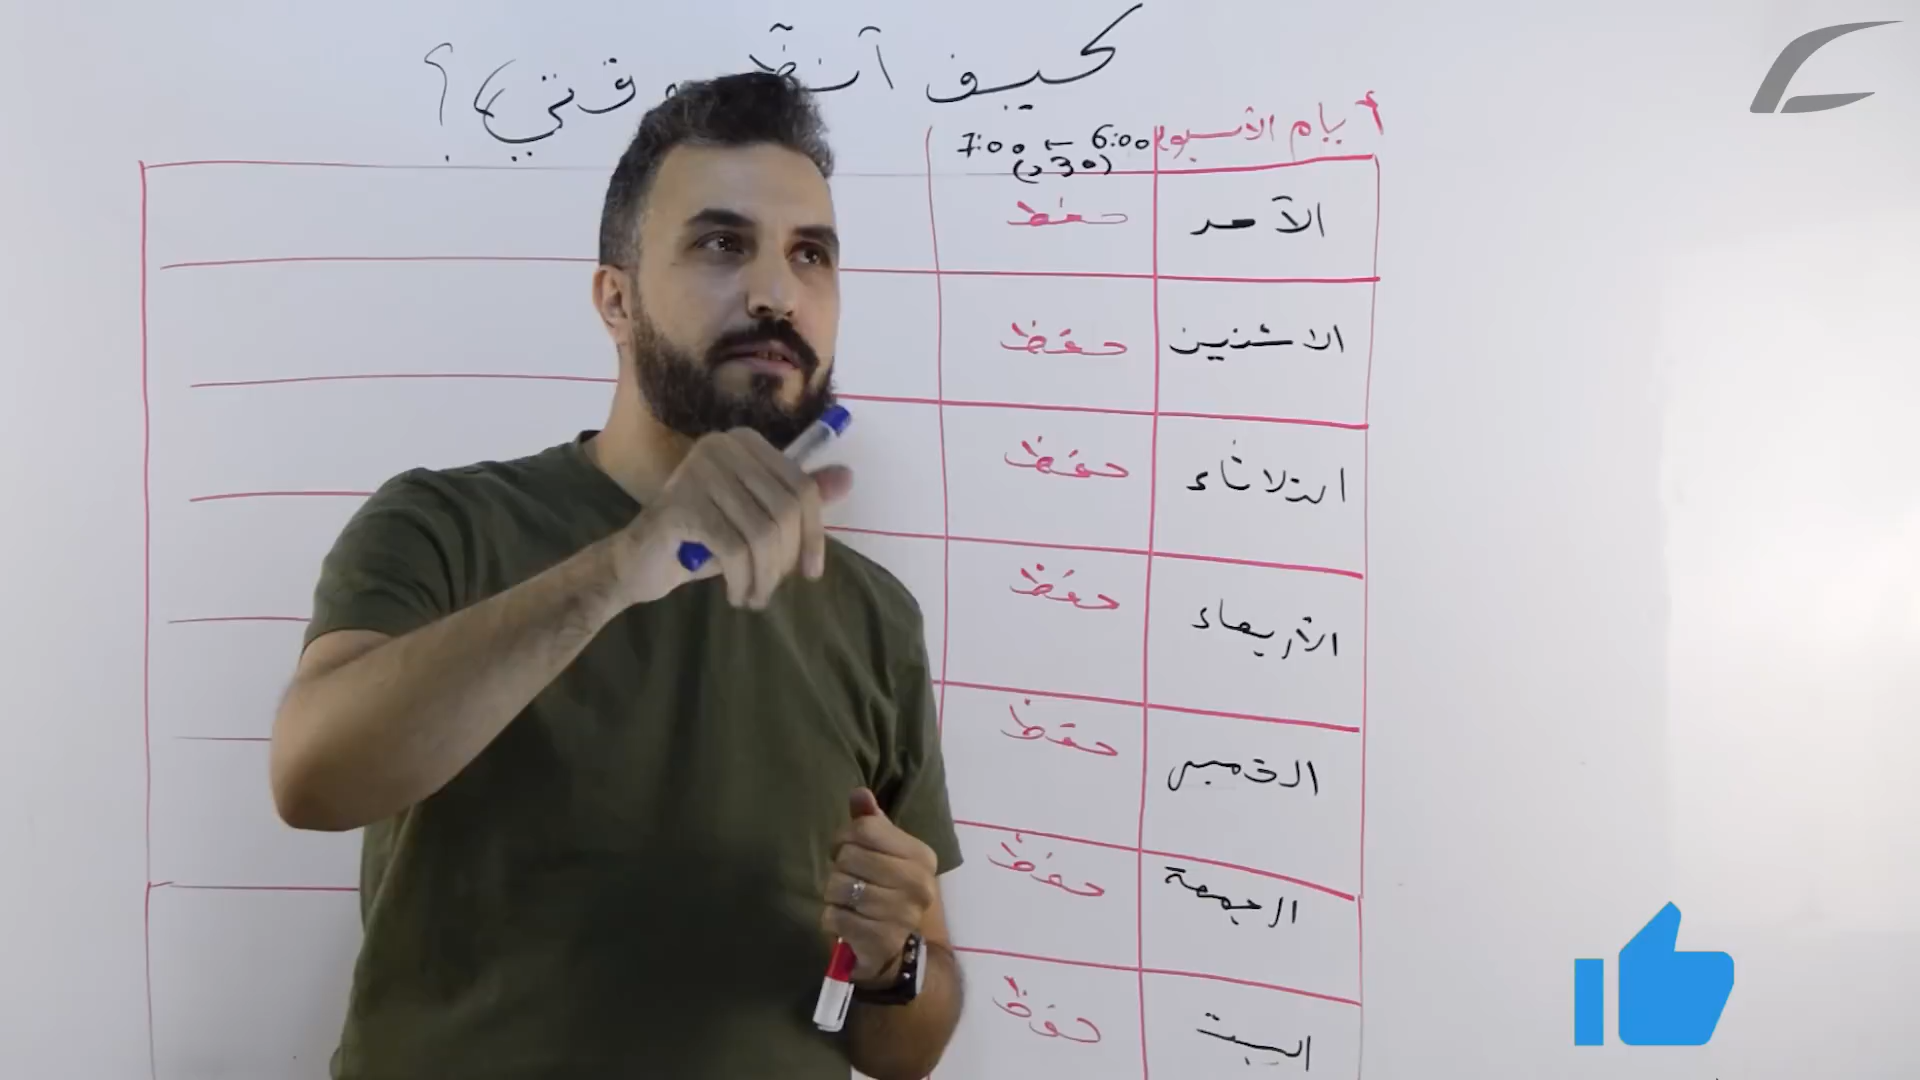 كيف أنظم وقتي؟
أيام الأسبوع 6:00 ← 7:00
(30 د)
الأحد حفظ
الاثنين حفظ
الثلاثاء حفظ
الأربعاء حفظ
الخميس حفظ
الجمعة حفظ
السبت حفظ